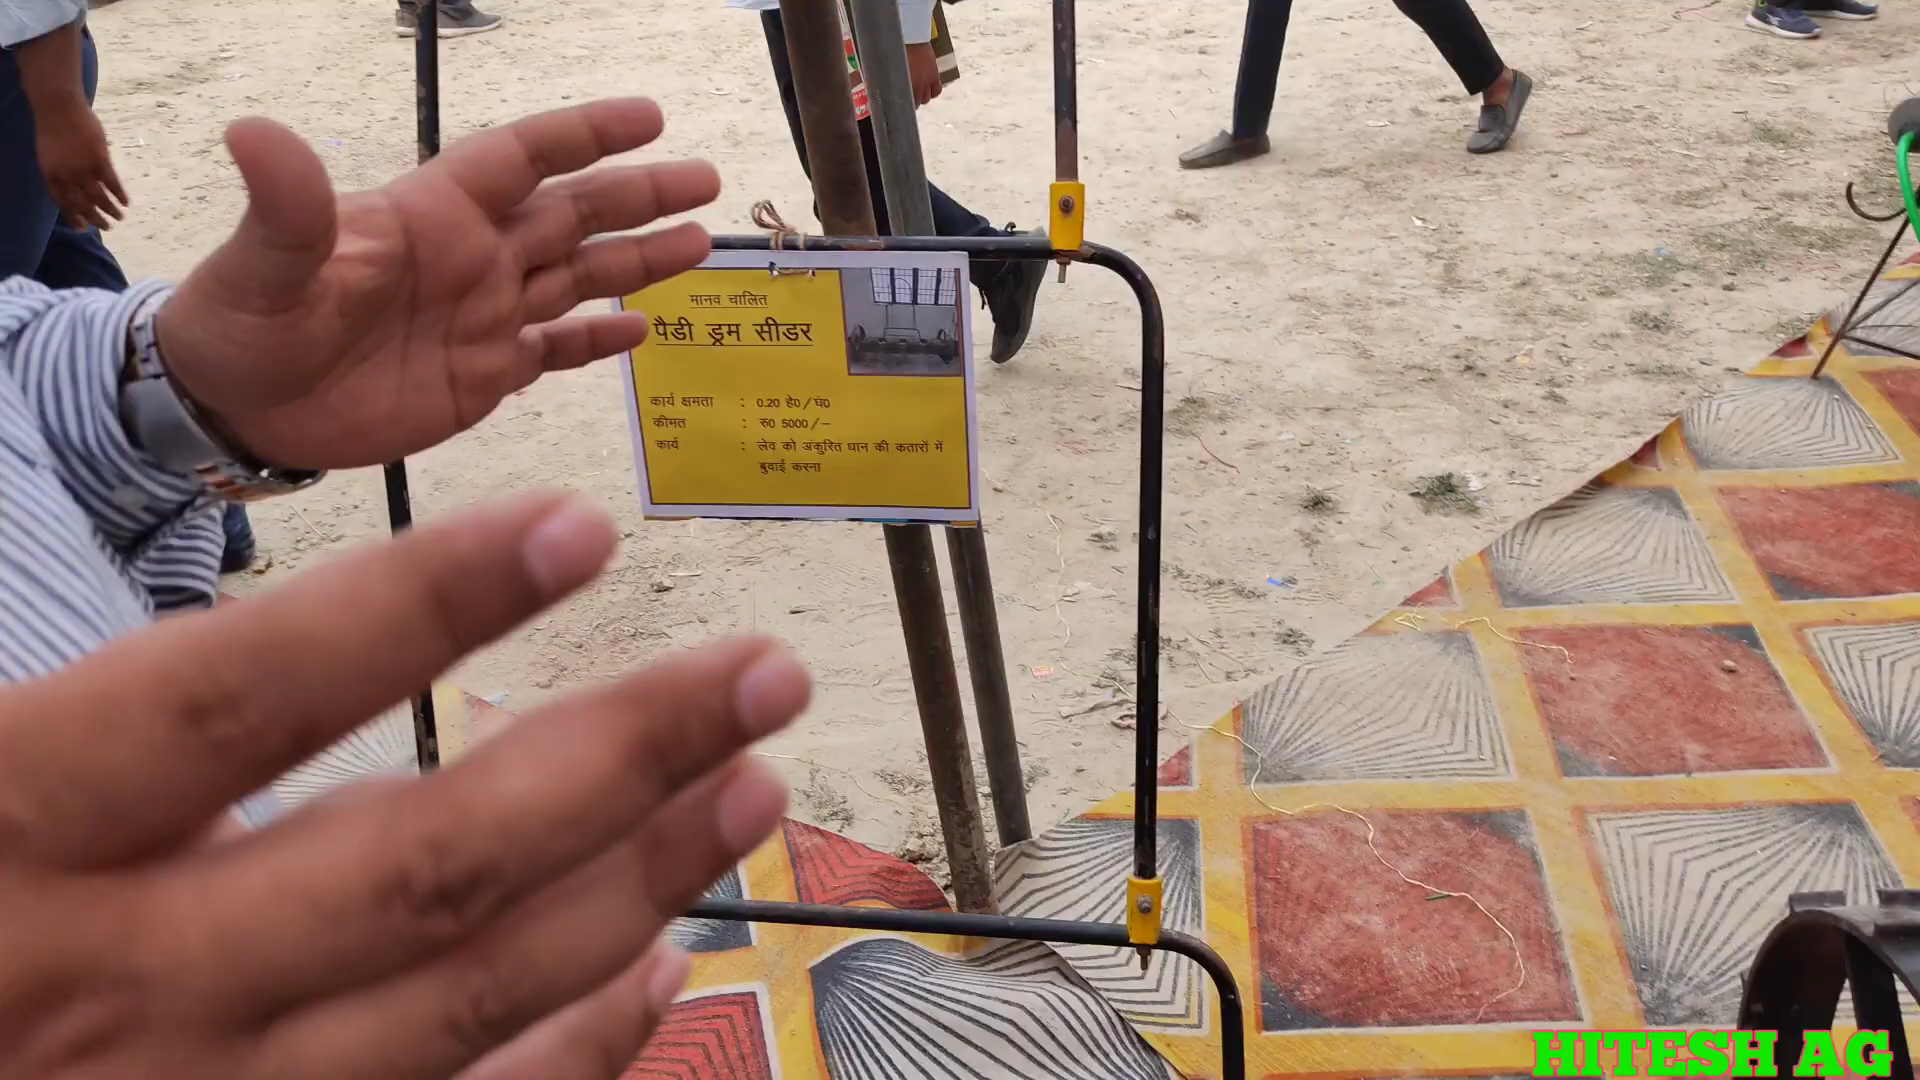 मानव चालित
पैडी ड्रम सीडर
कार्य क्षमता : 0.20 हे0/घं0
कीमत : रु0 5000/-
कार्य : लेव को अंकुरित धान की कतारों में
बुवाई करना
HITESH AG